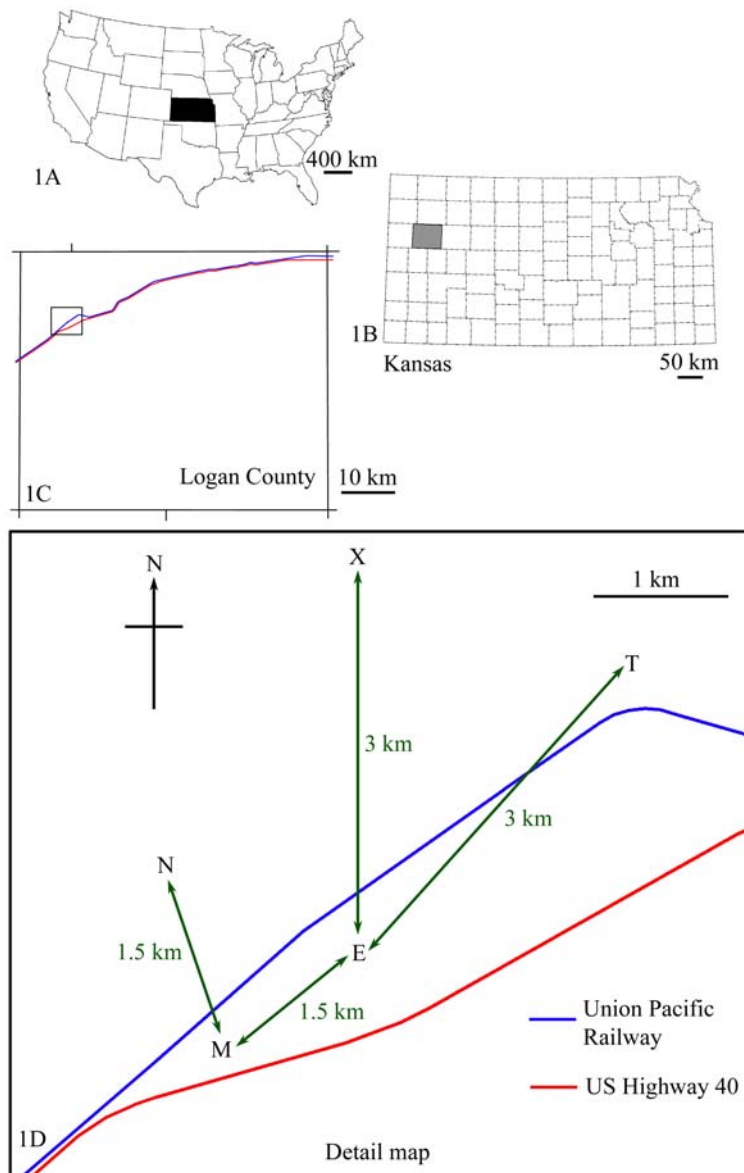 400 km
1A
1B
Kansas
50 km
Logan County
10 km
1C
N
X
1 km
T
3 km
3 km
N
1.5 km
E
1.5 km
M
Union Pacific
Railway
US Highway 40
1D
Detail map